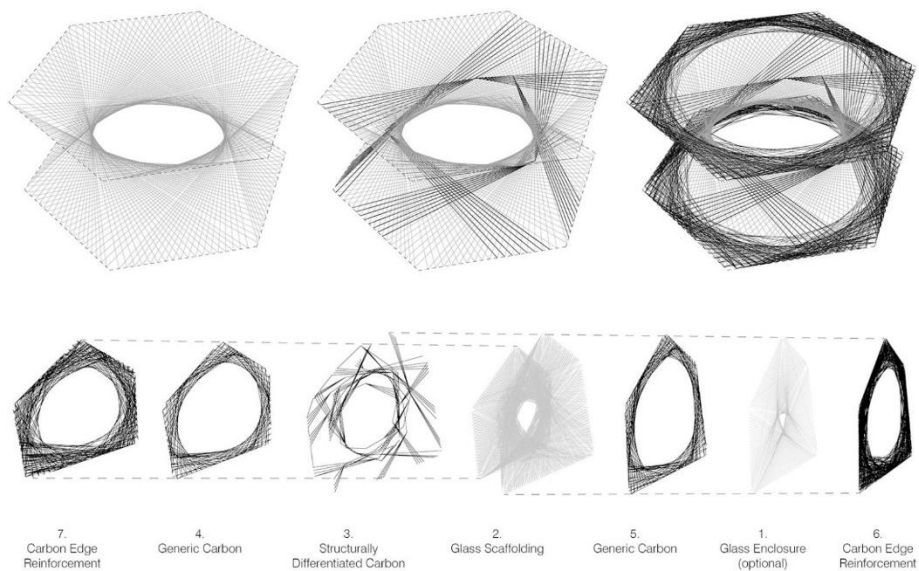 7.
Carbon Edge
Reinforcement
4.
Generic Carbon
3.
Structurally
Differentiated Carbon
2.
Glass Scaffolding
5.
Generic Carbon
1.
Glass Enclosure
(optional)
6.
Carbon Edge
Reinforcement